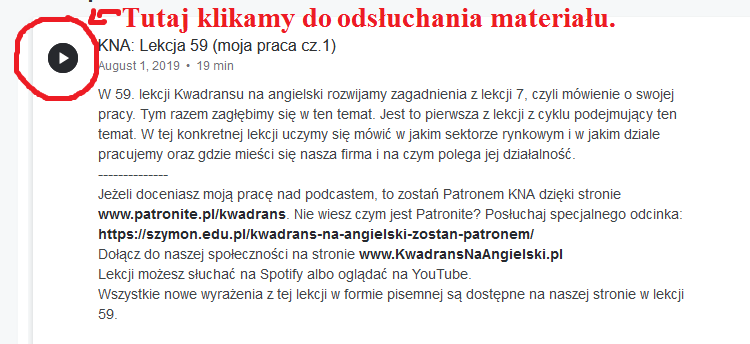 Tutaj klikamy do odsłuchania materiału.
KNA: Lekcja 59 (moja praca cz.1)
August 1, 2019 • 19 min
W 59. lekcji Kwadransu na angielski rozwijamy zagadnienia z lekcji 7, czyli mówienie o swojej
pracy. Tym razem zagłębimy się w ten temat. Jest to pierwsza z lekcji z cyklu podejmujący ten
temat. W tej konkretnej lekcji uczymy się mówić w jakim sektorze rynkowym i w jakim dziale
pracujemy oraz gdzie mieści się nasza firma i na czym polega jej działalność.
--------------
Jeżeli doceniasz moją pracę nad podcastem, to zostań Patronem KNA dzięki stronie
www.patronite.pl/kwadrans. Nie wiesz czym jest Patronite? Posłuchaj specjalnego odcinka:
https://szymon.edu.pl/kwadrans-na-angielski-zostan-patronem/
Dołącz do naszej społeczności na stronie www.KwadransNaAngielski.pl
Lekcji możesz słuchać na Spotify albo oglądać na YouTube.
Wszystkie nowe wyrażenia z tej lekcji w formie pisemnej są dostępne na naszej stronie w lekcji
59.